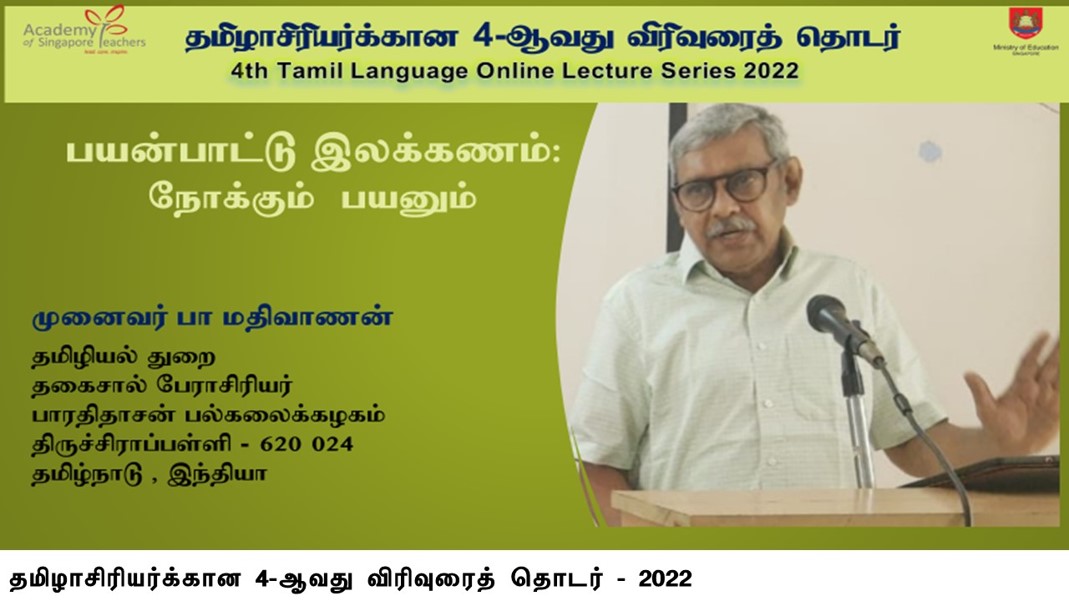 Academy of Singapore Teachers
தமிழாசிரியர்க்கான 4-ஆவது விரிவுரைத் தொடர்
4th Tamil Language Online Lecture Series 2022
Ministry of Education
SINGAPORE
பயன்பாட்டு இலக்கணம்:
நோக்கும் பயனும்
முனைவர் பா மதிவாணன்
தமிழியல் துறை
தகைசால் பேராசிரியர்
பாரதிதாசன் பல்கலைக்கழகம்
திருச்சிராப்பள்ளி - 620 024
தமிழ்நாடு , இந்தியா
தமிழாசிரியர்க்கான 4-ஆவது விரிவுரைத் தொடர் - 2022